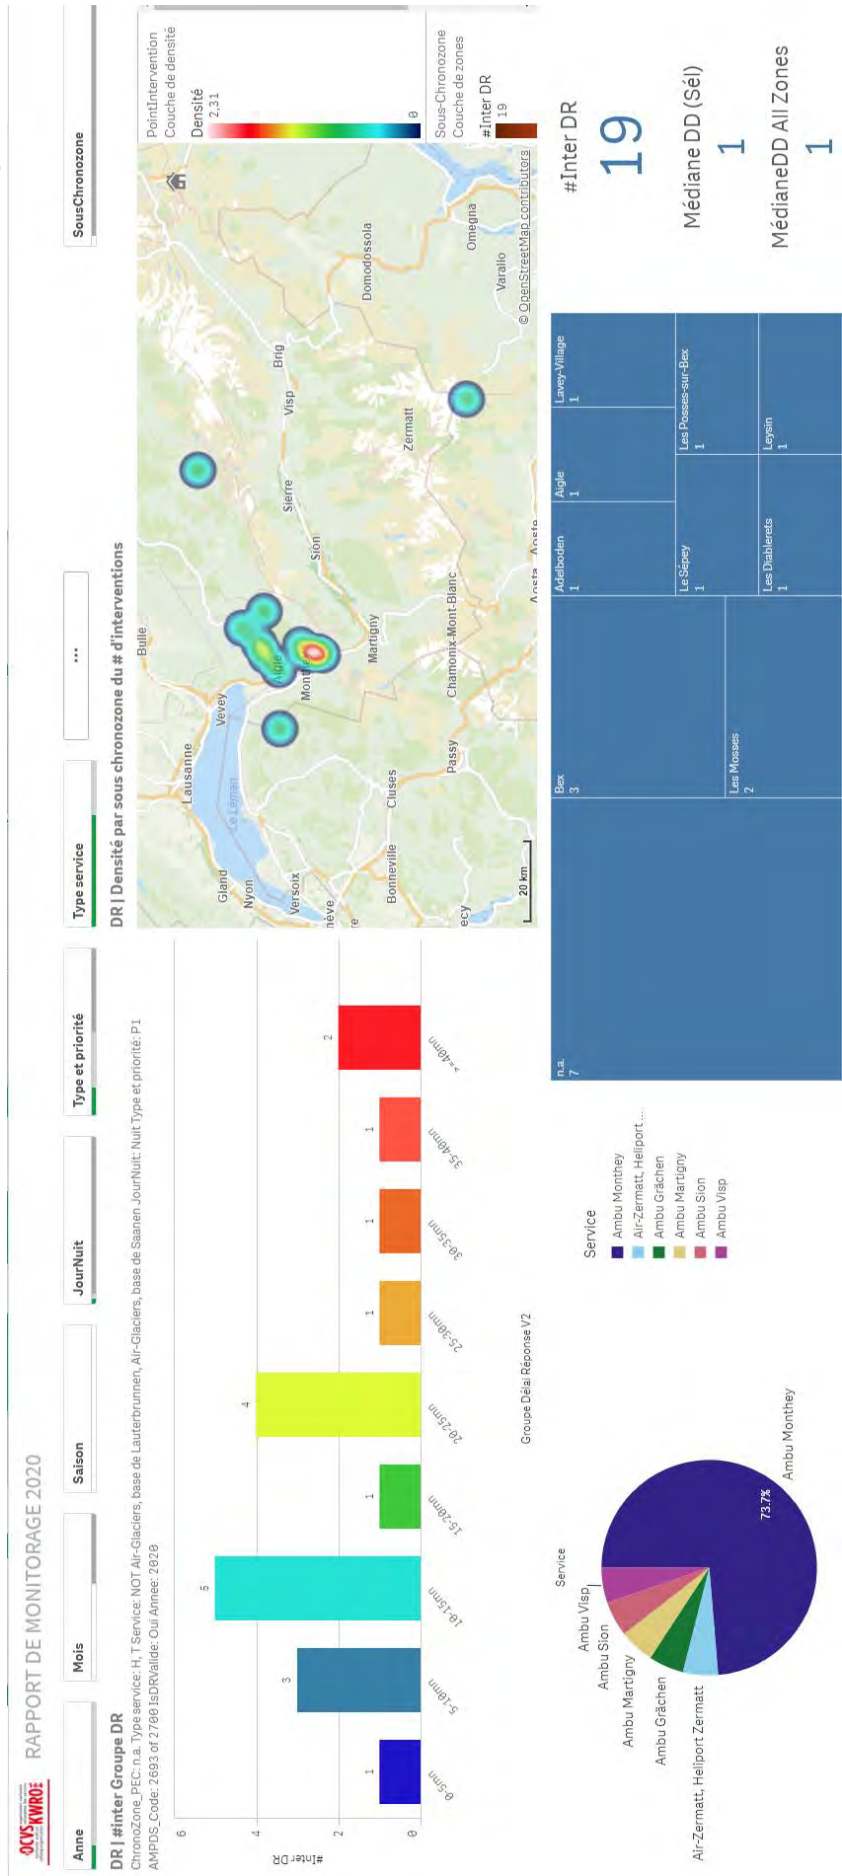 OCVS
KWRO
RAPPORT DE MONITORAGE 2020
Anne
Mois
Saison
JourNuit
Type et priorité
Type service
...
SousChronozone
DR | #inter Groupe DR
ChronoZone_PEC: n.a. Type service: H, T Service: NOT Air-Glaciers, base de Lauterbrunnen, Air-Glaciers, base de Saanen JourNuit: Nuit Type et priorité: P1
AMPDS_Code: 2693 of 2700 IsDRValide: Oui Annee: 2020
#Inter DR
6
4
2
0
1
3
5
1
4
1
1
1
2
0-5mn
5-10mn
10-15mn
15-20mn
20-25mn
25-30mn
30-35mn
35-40mn
>=40mn
Groupe Délai Réponse V2
DR | Densité par sous chronozone du # d'interventions
Bulle
Lausanne
Vevey
Gland
Nyon
Le Léman
Versoix
nève
re
Aigle
Monthey
Sion
Sierre
Visp
Brig
Martigny
Cluses
Bonneville
Passy
Chamonix-Mont-Blanc
Zermatt
Domodossola
Omegna
Varallo
ecy
Aosta
Aoste
20 km
© OpenStreetMap contributors
PointIntervention
Couche de densité
Densité
2,31
0
Sous-Chronozone
Couche de zones
#Inter DR
19
Service
Ambu Visp
Ambu Sion
Ambu Martigny
Ambu Grächen
Air-Zermatt, Heliport Zermatt
73.7%
Ambu Monthey
Service
Ambu Monthey
Air-Zermatt, Heliport ...
Ambu Grächen
Ambu Martigny
Ambu Sion
Ambu Visp
n.a.
7
Bex
3
Les Mosses
2
Adelboden
1
Aigle
1
Lavey-Village
1
Le Sépey
1
Les Posses-sur-Bex
1
Les Diablerets
1
Leysin
1
#Inter DR
19
Médiane DD (Sél)
1
MédianeDD All Zones
1